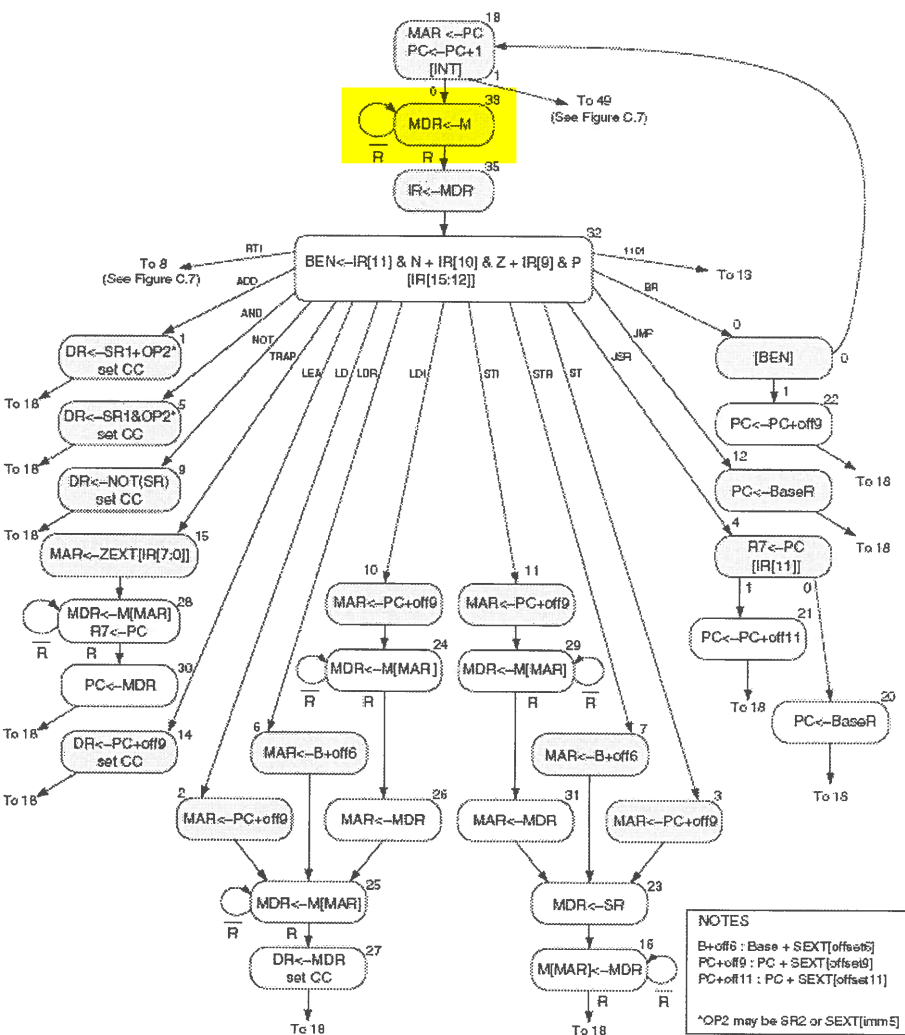 18
MAR <–PC
PC<–PC+1
[INT]
1
0
To 49
(See Figure C.7)
33
MDR<–M
R
R
35
IR<–MDR
32
BEN<–IR[11] & N + IR[10] & Z + IR[9] & P
[IR[15:12]]
RTI
To 8
(See Figure C.7)
1101
To 13
ADD
AND
NOT
TRAP
LEA
LD
LDR
LDI
STI
STR
ST
JSR
JMP
BR
1
DR<–SR1+OP2*
set CC
To 18
5
DR<–SR1&OP2*
set CC
To 18
9
DR<–NOT(SR)
set CC
To 18
15
MAR<–ZEXT[IR[7:0]]
28
MDR<–M[MAR]
R7<–PC
R
R
30
PC<–MDR
To 18
14
DR<–PC+off9
set CC
To 18
0
[BEN]
0
1
22
PC<–PC+off9
To 18
12
PC<–BaseR
To 18
4
R7<–PC
[IR[11]]
1
0
21
PC<–PC+off11
To 18
20
PC<–BaseR
To 18
10
MAR<–PC+off9
11
MAR<–PC+off9
24
MDR<–M[MAR]
R
R
29
MDR<–M[MAR]
R
R
6
MAR<–B+off6
7
MAR<–B+off6
2
MAR<–PC+off9
26
MAR<–MDR
31
MAR<–MDR
3
MAR<–PC+off9
25
MDR<–M[MAR]
R
R
23
MDR<–SR
27
DR<–MDR
set CC
To 18
16
M[MAR]<–MDR
R
R
To 18
NOTES
B+off6 : Base + SEXT[offset6]
PC+off9 : PC + SEXT[offset9]
PC+off11 : PC + SEXT[offset11]
*OP2 may be SR2 or SEXT[imm5]